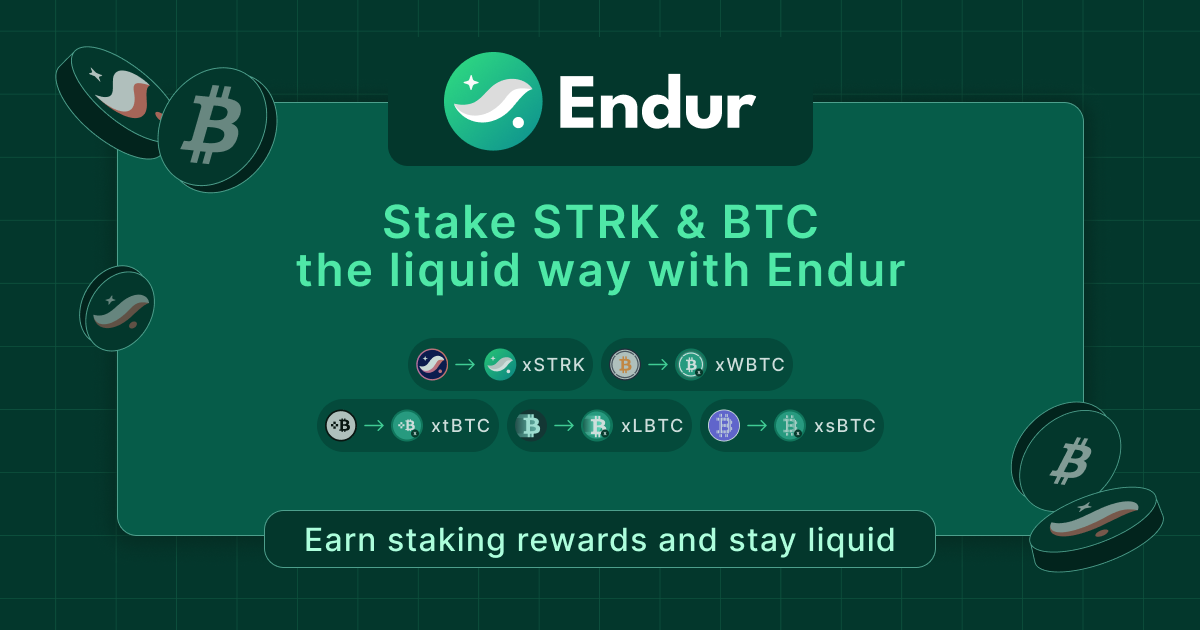 Endur
Stake STRK & BTC
the liquid way with Endur
xSTRK
xWBTC
xtBTC
xLBTC
xsBTC
Earn staking rewards and stay liquid